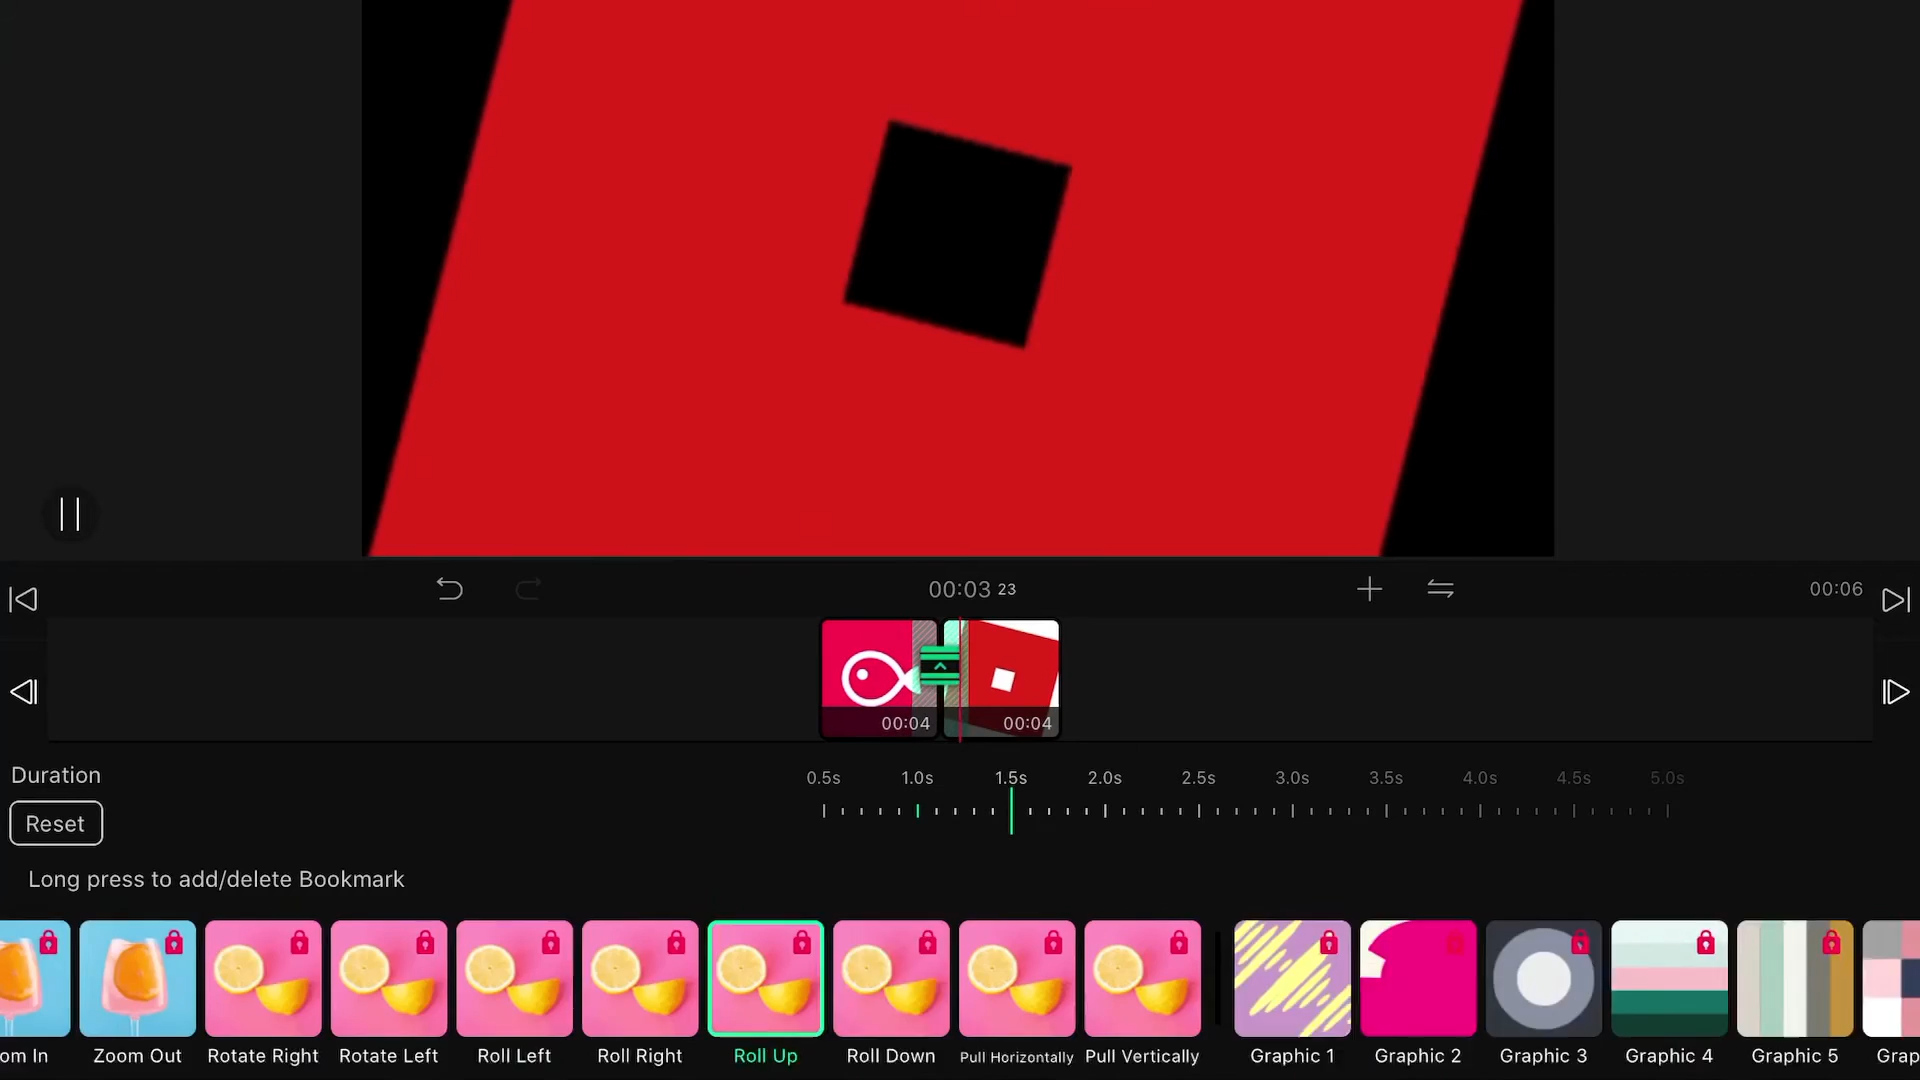 00:03 23
00:06
00:04
00:04
Duration
0.5s 1.0s 1.5s 2.0s 2.5s 3.0s 3.5s 4.0s 4.5s 5.0s
Reset
Long press to add/delete Bookmark
om In Zoom Out Rotate Right Rotate Left Roll Left Roll Right Roll Up Roll Down Pull Horizontally Pull Vertically Graphic 1 Graphic 2 Graphic 3 Graphic 4 Graphic 5 Grap